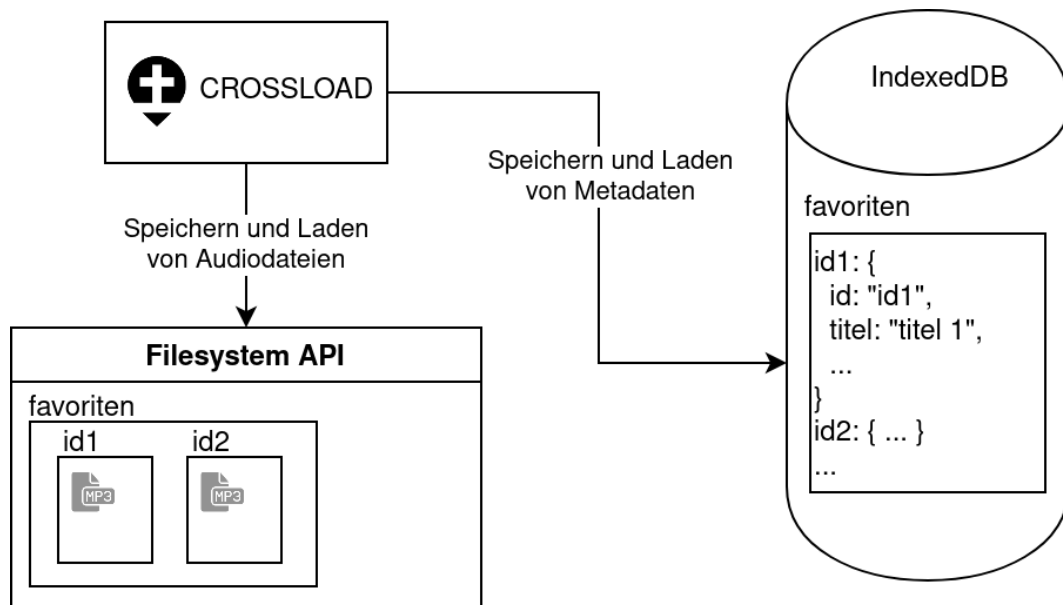 CROSSLOAD
Speichern und Laden
von Audiodateien
Speichern und Laden
von Metadaten
Filesystem API
favoriten
id1
id2
MP3
MP3
IndexedDB
favoriten
id1: {
id: "id1",
titel: "titel 1",
...
}
id2: { ... }
...